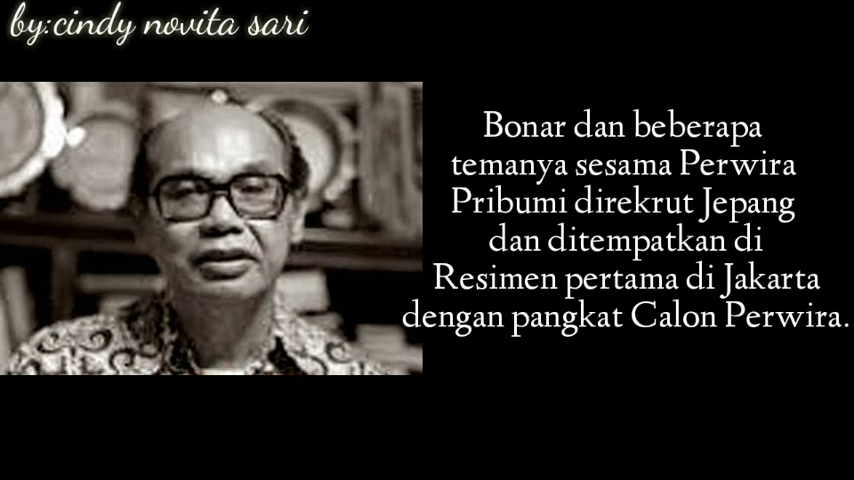 by:cindy novita sari
Bonar dan beberapa
temanya sesama Perwira
Pribumi direkrut Jepang
dan ditempatkan di
Resimen pertama di Jakarta
dengan pangkat Calon Perwira.